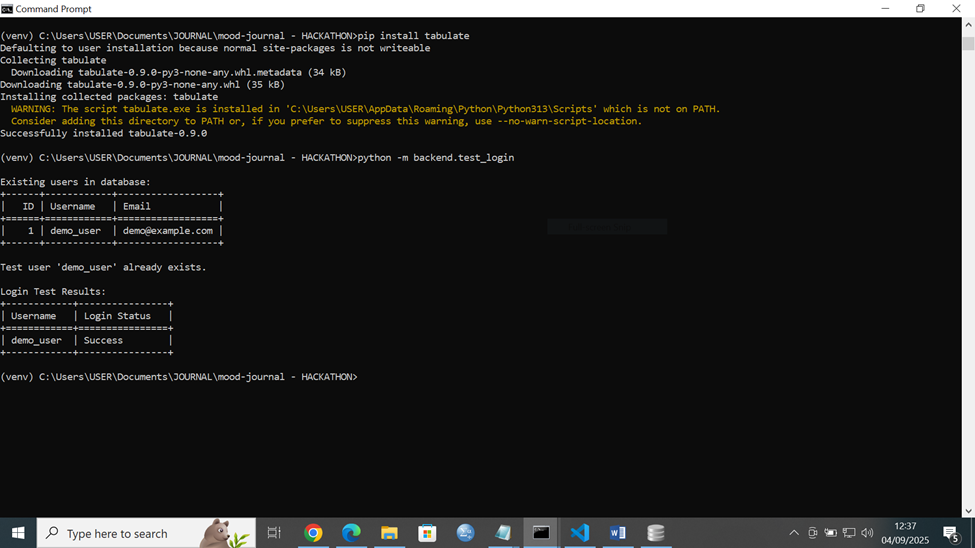 Command Prompt
(venv) C:\Users\USER\Documents\JOURNAL\mood-journal - HACKATHON>pip install tabulate
Defaulting to user installation because normal site-packages is not writeable
Collecting tabulate
  Downloading tabulate-0.9.0-py3-none-any.whl.metadata (34 kB)
Downloading tabulate-0.9.0-py3-none-any.whl (35 kB)
Installing collected packages: tabulate
  WARNING: The script tabulate.exe is installed in 'C:\Users\USER\AppData\Roaming\Python\Python313\Scripts' which is not on PATH.
  Consider adding this directory to PATH or, if you prefer to suppress this warning, use --no-warn-script-location.
Successfully installed tabulate-0.9.0
(venv) C:\Users\USER\Documents\JOURNAL\mood-journal - HACKATHON>python -m backend.test_login
Existing users in database:
+------+------------+------------------+
|   ID | Username   | Email            |
+======+============+==================+
|    1 | demo_user  | demo@example.com |
+------+------------+------------------+
Test user 'demo_user' already exists.
Login Test Results:
+------------+----------------+
| Username   | Login Status   |
+============+================+
| demo_user  | Success        |
+------------+----------------+
(venv) C:\Users\USER\Documents\JOURNAL\mood-journal - HACKATHON>
Type here to search
12:37
04/09/2025
5